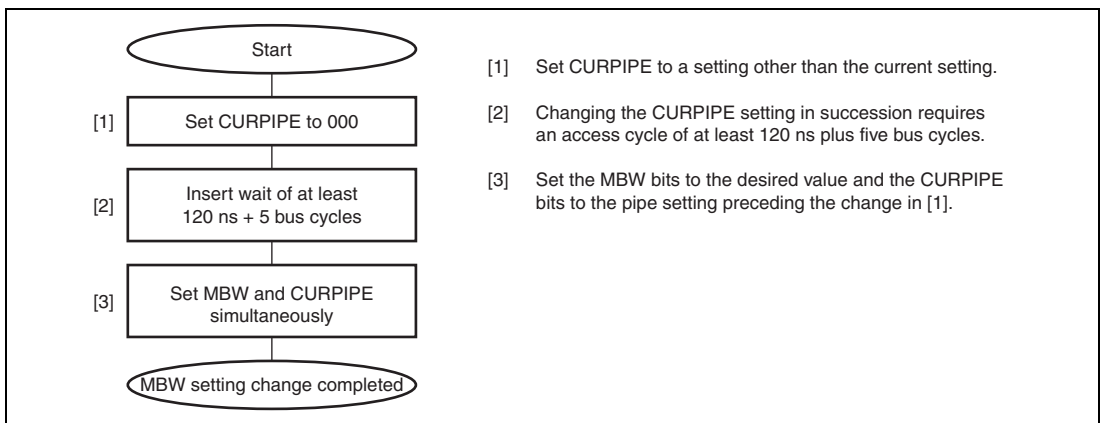 Start
[1]
Set CURPIPE to 000
[2]
Insert wait of at least
120 ns + 5 bus cycles
[3]
Set MBW and CURPIPE
simultaneously
MBW setting change completed
[1] Set CURPIPE to a setting other than the current setting.
[2] Changing the CURPIPE setting in succession requires
an access cycle of at least 120 ns plus five bus cycles.
[3] Set the MBW bits to the desired value and the CURPIPE
bits to the pipe setting preceding the change in [1].